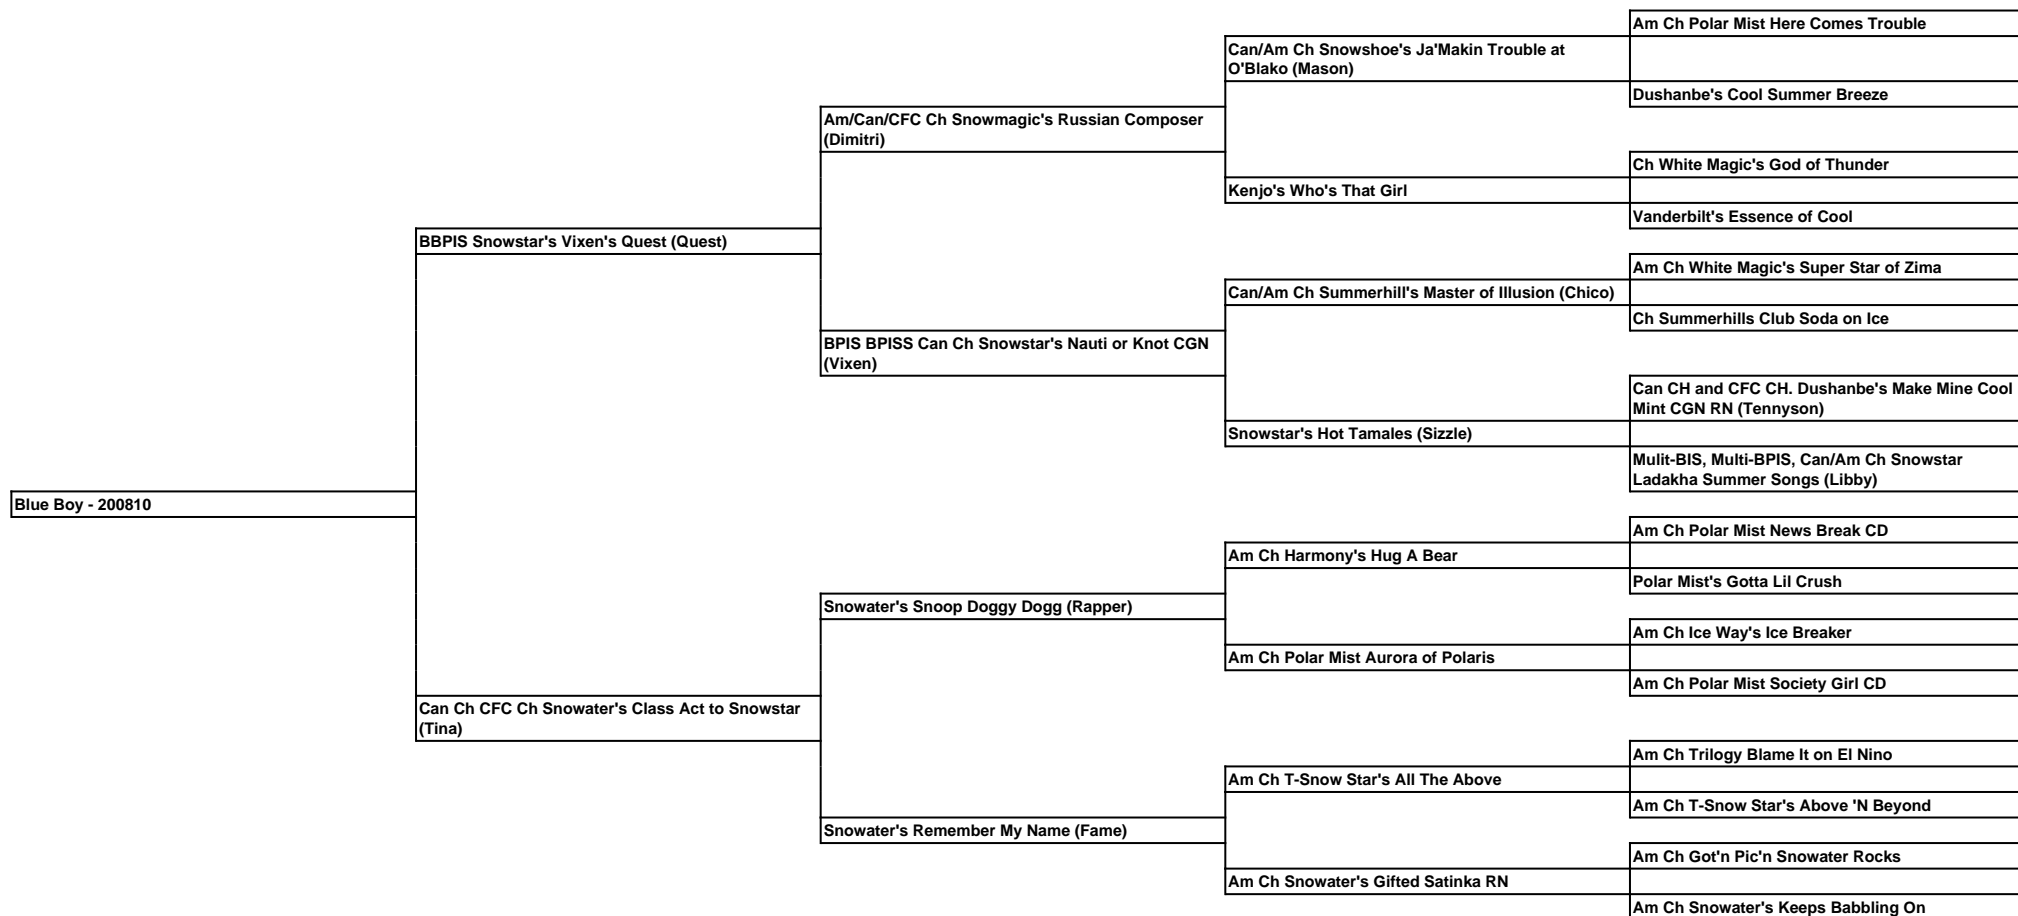 Am Ch Polar Mist Here Comes Trouble
Can/Am Ch Snowshoe's Ja'Makin Trouble at
O'Blako (Mason)
Dushanbe's Cool Summer Breeze
Am/Can/CFC Ch Snowmagic's Russian Composer
(Dimitri)
Ch White Magic's God of Thunder
Kenjo's Who's That Girl
Vanderbilt's Essence of Cool
BBPIS Snowstar's Vixen's Quest (Quest)
Am Ch White Magic's Super Star of Zima
Can/Am Ch Summerhill's Master of Illusion (Chico)
Ch Summerhills Club Soda on Ice
BPIS BPISS Can Ch Snowstar's Nauti or Knot CGN
(Vixen)
Can CH and CFC CH. Dushanbe's Make Mine Cool
Mint CGN RN (Tennyson)
Snowstar's Hot Tamales (Sizzle)
Mulit-BIS, Multi-BPIS, Can/Am Ch Snowstar
Ladakha Summer Songs (Libby)
Blue Boy - 200810
Am Ch Polar Mist News Break CD
Am Ch Harmony's Hug A Bear
Polar Mist's Gotta Lil Crush
Snowater's Snoop Doggy Dogg (Rapper)
Am Ch Ice Way's Ice Breaker
Am Ch Polar Mist Aurora of Polaris
Am Ch Polar Mist Society Girl CD
Can Ch CFC Ch Snowater's Class Act to Snowstar
(Tina)
Am Ch Trilogy Blame It on El Nino
Am Ch T-Snow Star's All The Above
Am Ch T-Snow Star's Above 'N Beyond
Snowater's Remember My Name (Fame)
Am Ch Got'n Pic'n Snowater Rocks
Am Ch Snowater's Gifted Satinka RN
Am Ch Snowater's Keeps Babbling On